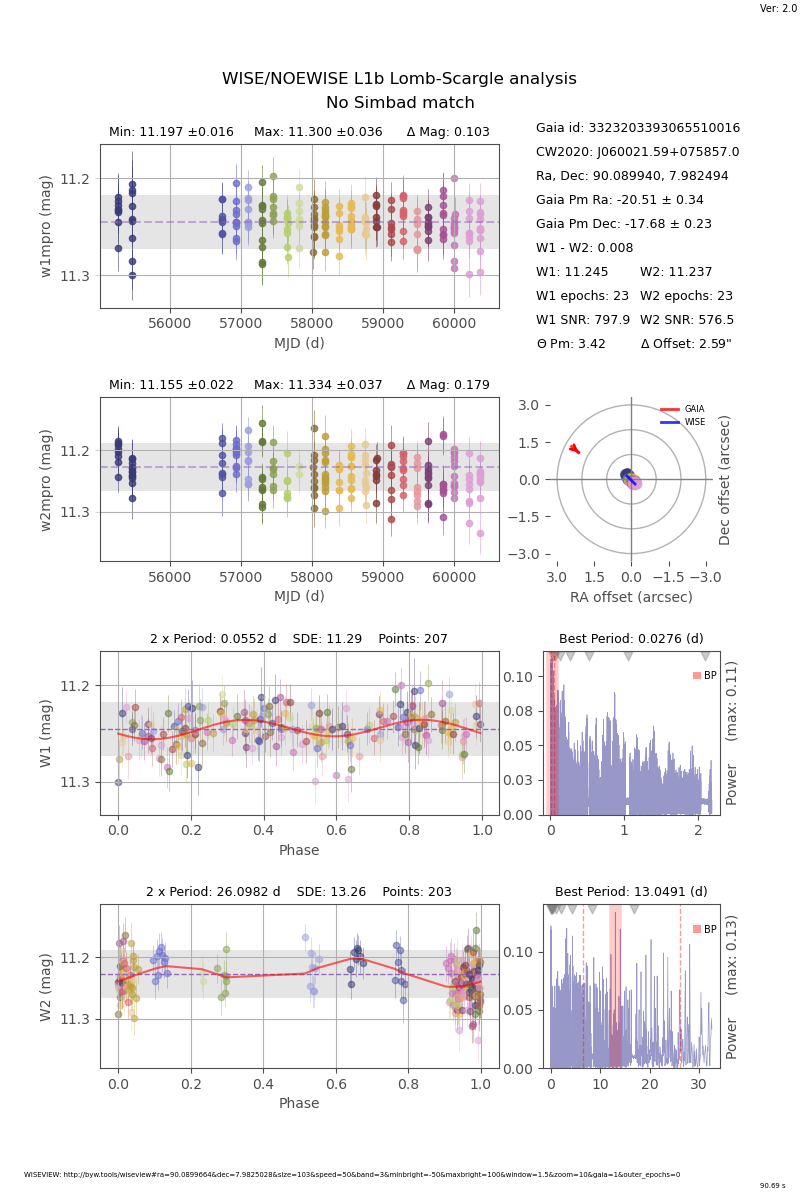 Ver: 2.0
WISE/NOEWISE L1b Lomb-Scargle analysis
No Simbad match
Min: 11.197 ±0.016 Max: 11.300 ±0.036 Δ Mag: 0.103
11.2
11.3
w1mpro (mag)
56000 57000 58000 59000 60000
MJD (d)
Gaia id: 3323203393065510016
CW2020: J060021.59+075857.0
Ra, Dec: 90.089940, 7.982494
Gaia Pm Ra: -20.51 ± 0.34
Gaia Pm Dec: -17.68 ± 0.23
W1 - W2: 0.008
W1: 11.245 W2: 11.237
W1 epochs: 23 W2 epochs: 23
W1 SNR: 797.9 W2 SNR: 576.5
Θ Pm: 3.42 Δ Offset: 2.59"
Min: 11.155 ±0.022 Max: 11.334 ±0.037 Δ Mag: 0.179
11.2
11.3
w2mpro (mag)
56000 57000 58000 59000 60000
MJD (d)
3.0
1.5
0.0
−1.5
−3.0
GAIA
WISE
Dec offset (arcsec)
3.0 1.5 0.0 −1.5 −3.0
RA offset (arcsec)
2 x Period: 0.0552 d SDE: 11.29 Points: 207
11.2
11.3
W1 (mag)
0.0 0.2 0.4 0.6 0.8 1.0
Phase
Best Period: 0.0276 (d)
0.10
0.08
0.05
0.03
0.00
BP
Power (max: 0.11)
0 1 2
2 x Period: 26.0982 d SDE: 13.26 Points: 203
11.2
11.3
W2 (mag)
0.0 0.2 0.4 0.6 0.8 1.0
Phase
Best Period: 13.0491 (d)
0.10
0.05
0.00
BP
Power (max: 0.13)
0 10 20 30
WISEVIEW: http://byw.tools/wiseview#ra=90.0899664&dec=7.9825028&size=103&speed=50&band=3&minbright=-50&maxbright=100&window=1.5&zoom=10&gaia=1&outer_epochs=0
90.69 s